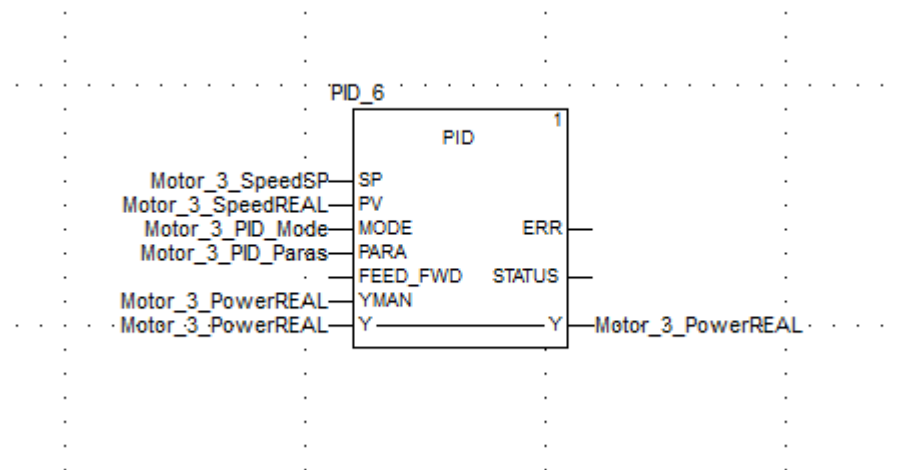 PID_6
1
PID
Motor_3_SpeedSP SP
Motor_3_SpeedREAL PV
Motor_3_PID_Mode MODE ERR
Motor_3_PID_Paras PARA
FEED_FWD STATUS
Motor_3_PowerREAL YMAN
Motor_3_PowerREAL Y Y Motor_3_PowerREAL